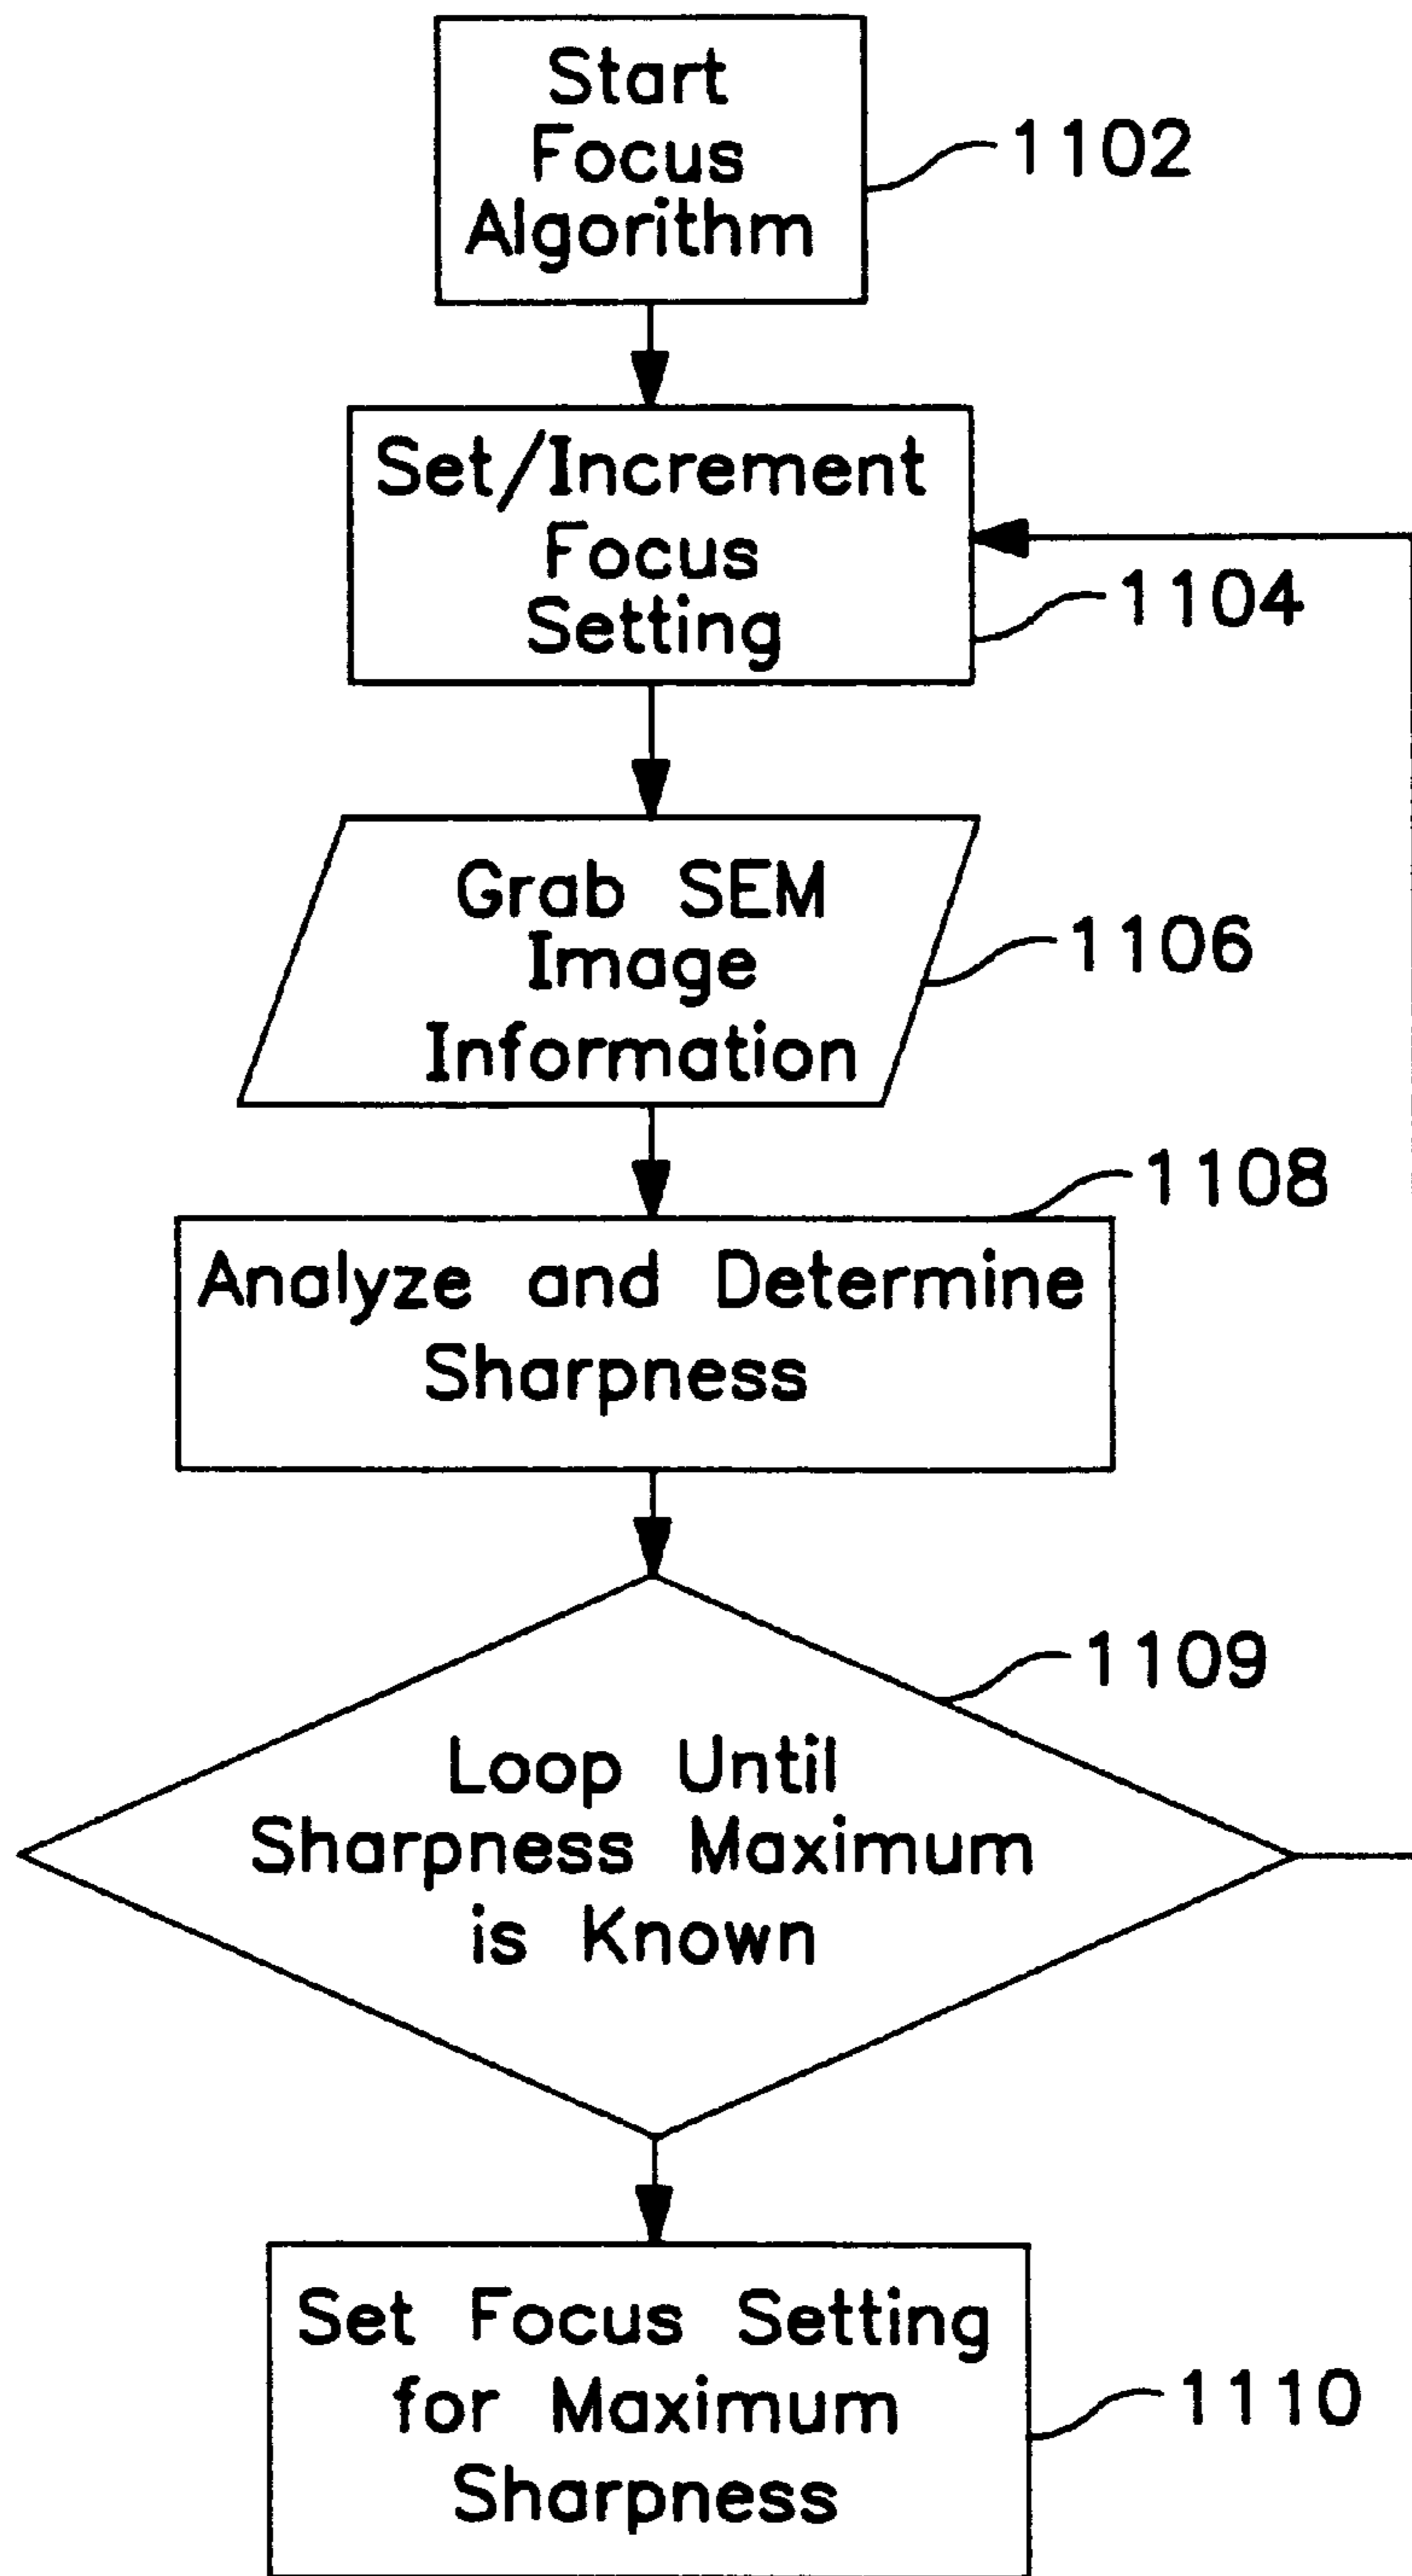 Start
Focus
Algorithm
1102
Set/Increment
Focus
Setting
1104
Grab SEM
Image
Information
1106
1108
Analyze and Determine
Sharpness
1109
Loop Until
Sharpness Maximum
is Known
Set Focus Setting
for Maximum
Sharpness
1110